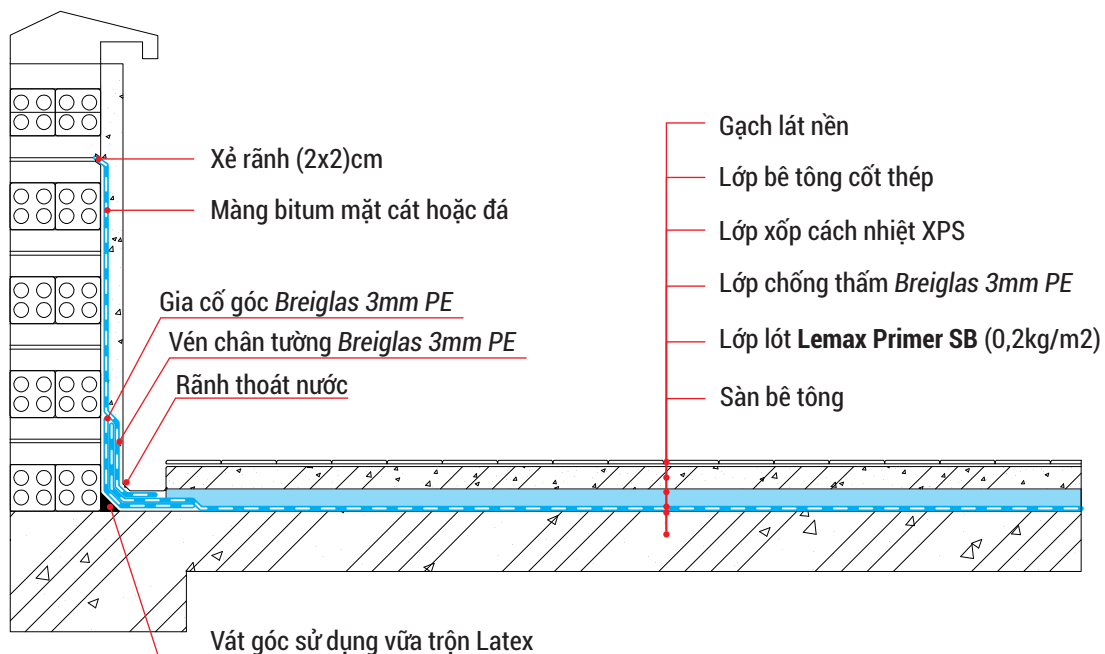 Xẻ rãnh (2x2)cm
Màng bitum mặt cát hoặc đá
Gia cố góc Breiglas 3mm PE
Vén chân tường Breiglas 3mm PE
Rãnh thoát nước
Gạch lát nền
Lớp bê tông cốt thép
Lớp xốp cách nhiệt XPS
Lớp chống thấm Breiglas 3mm PE
Lớp lót Lemax Primer SB (0,2kg/m2)
Sàn bê tông
Vát góc sử dụng vữa trộn Latex